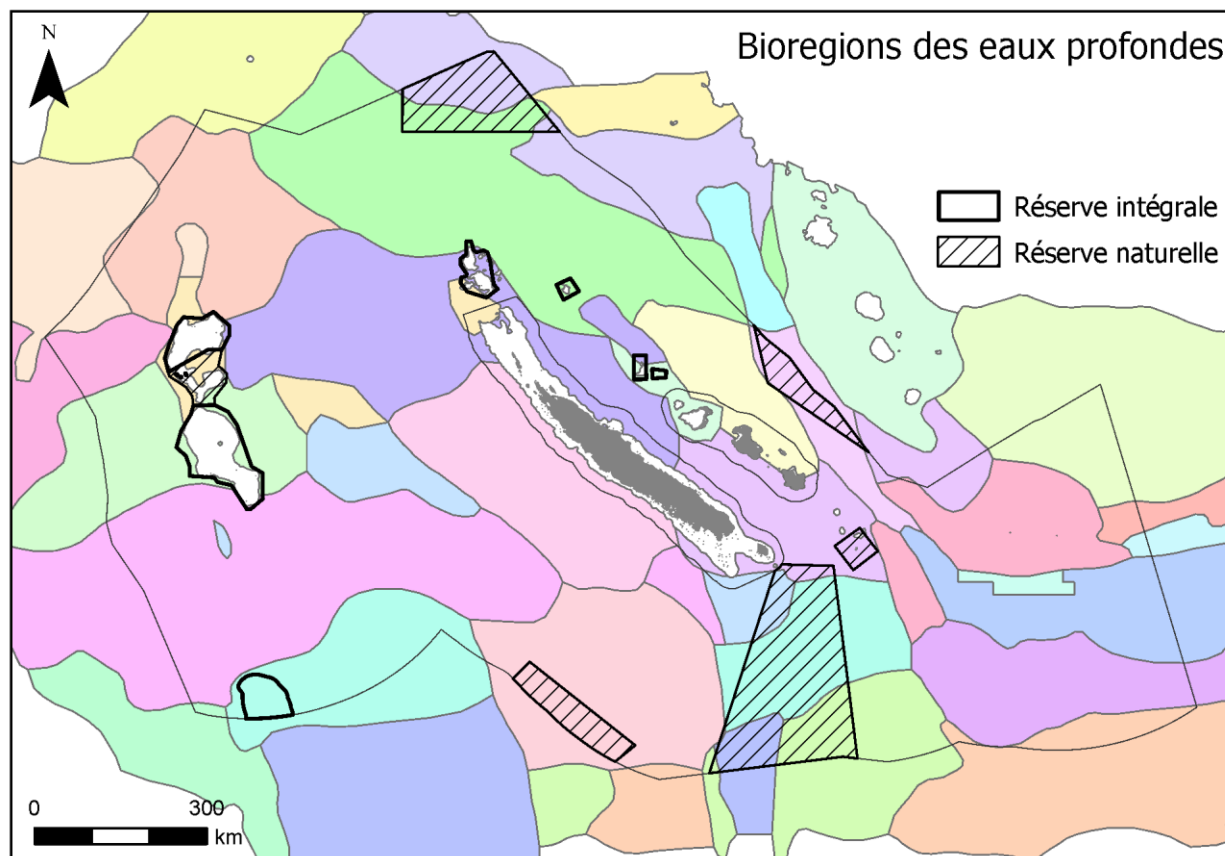 N
Bioregions des eaux profondes
Réserve intégrale
Réserve naturelle
0 300
km